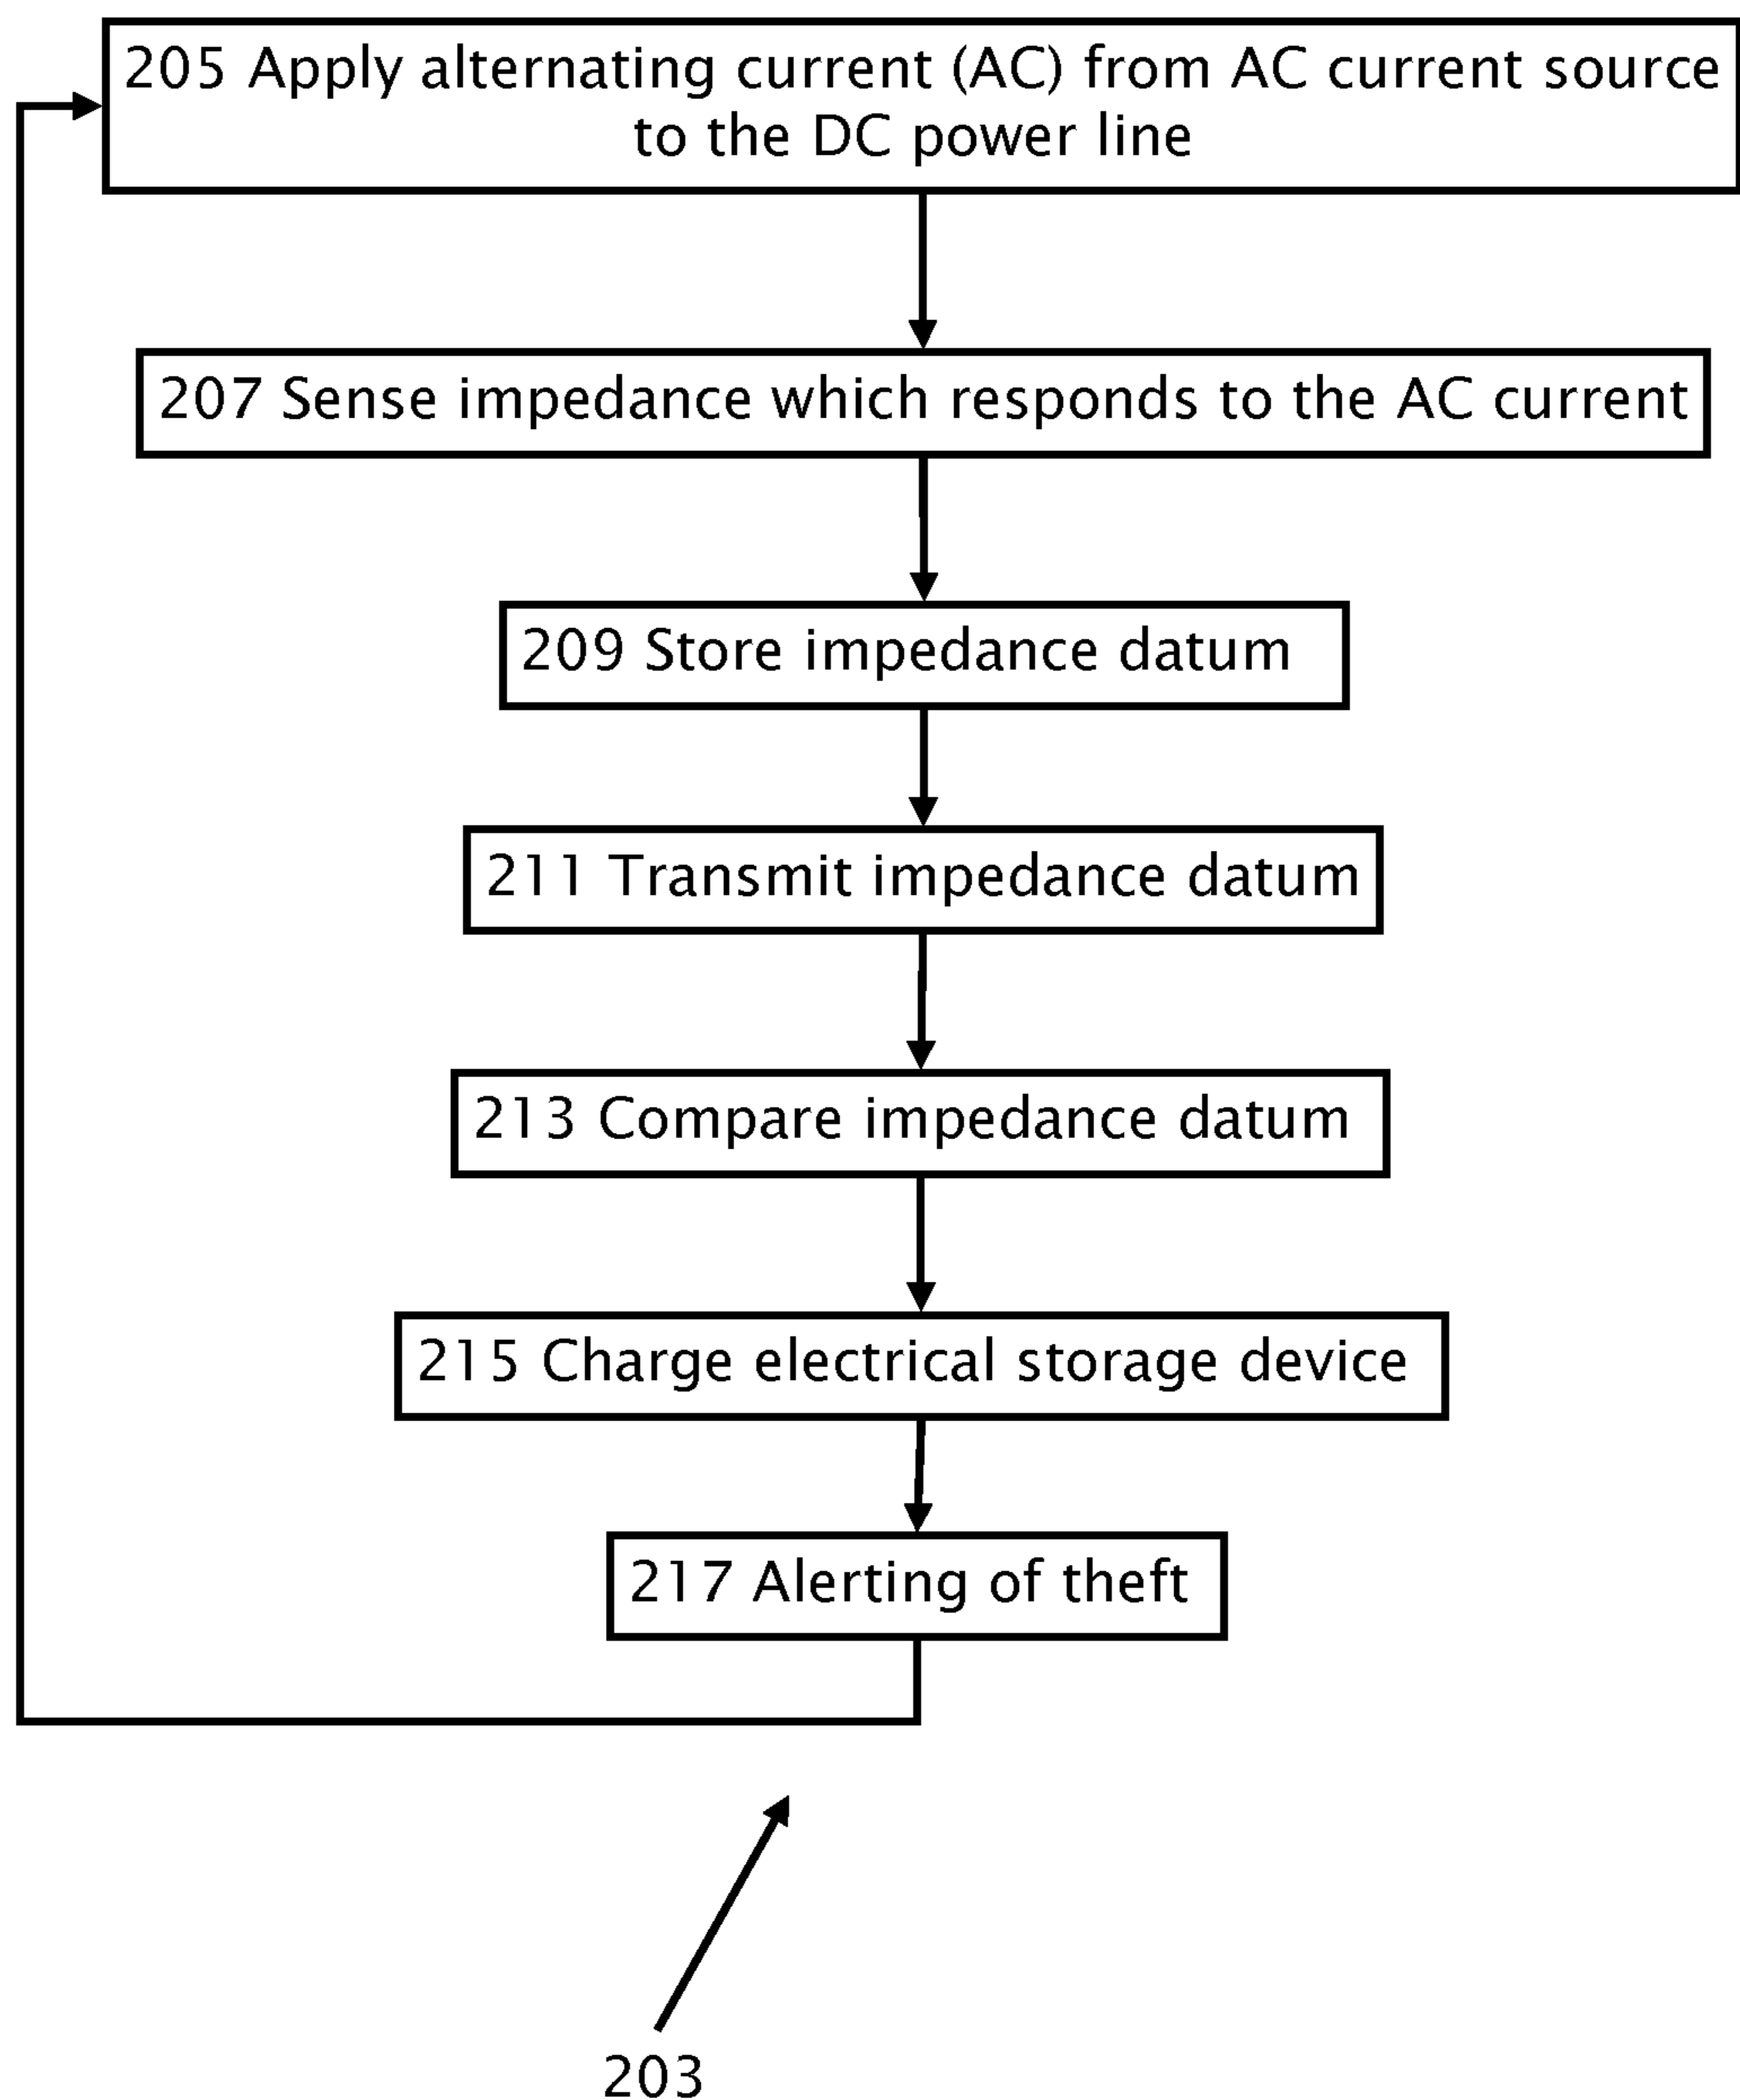 205 Apply alternating current (AC) from AC current source
to the DC power line
207 Sense impedance which responds to the AC current
209 Store impedance datum
211 Transmit impedance datum
213 Compare impedance datum
215 Charge electrical storage device
217 Alerting of theft
203